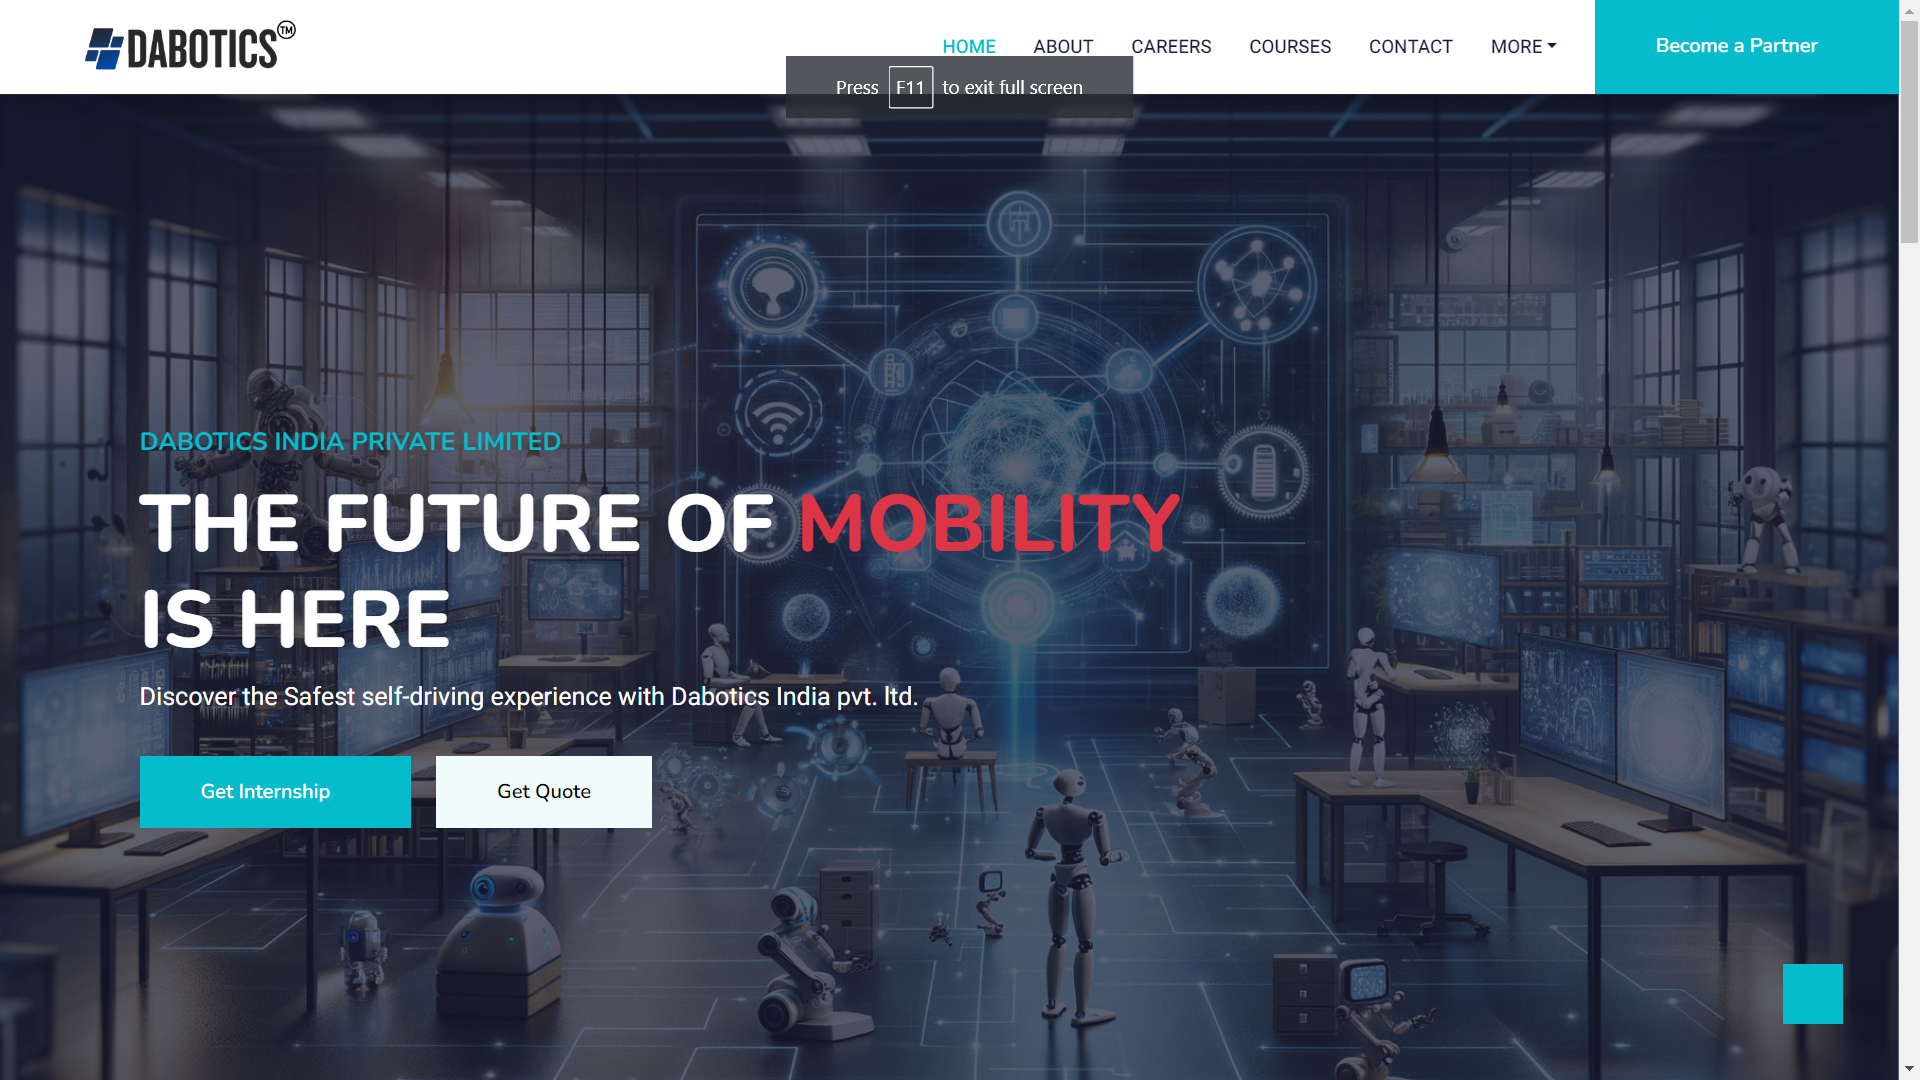 DABOTICS TM
HOME ABOUT CAREERS COURSES CONTACT MORE Become a Partner
Press F11 to exit full screen
DABOTICS INDIA PRIVATE LIMITED
THE FUTURE OF MOBILITY
IS HERE
Discover the Safest self-driving experience with Dabotics India pvt. ltd.
Get Internship Get Quote